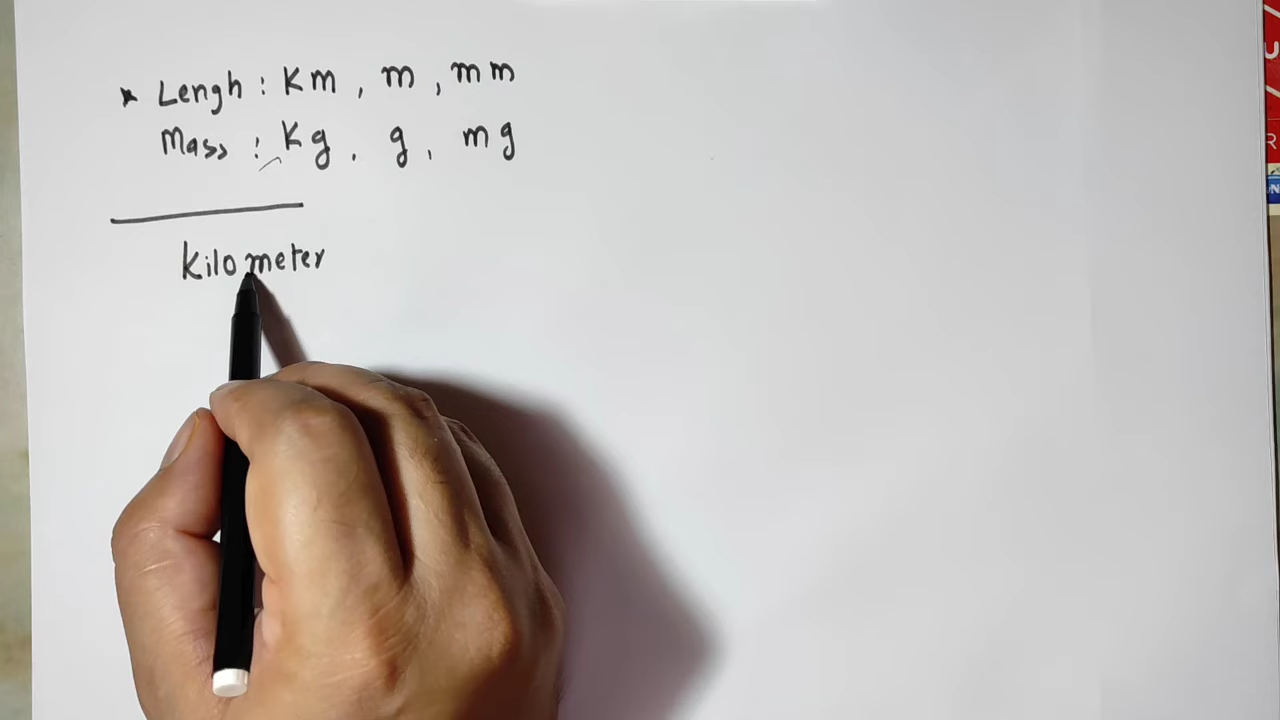 * Lengh : Km , m , mm
Mass : Kg , g , mg
kilometer